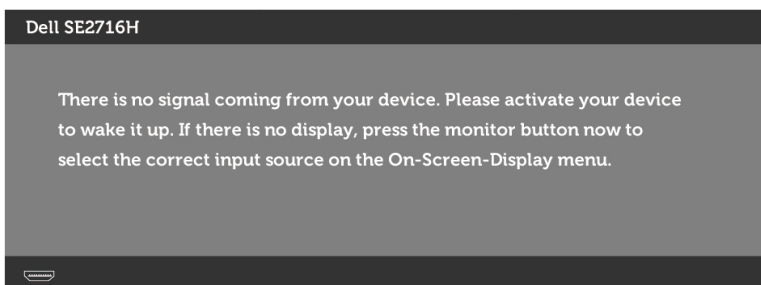 Dell SE2716H
There is no signal coming from your device. Please activate your device
to wake it up. If there is no display, press the monitor button now to
select the correct input source on the On-Screen-Display menu.